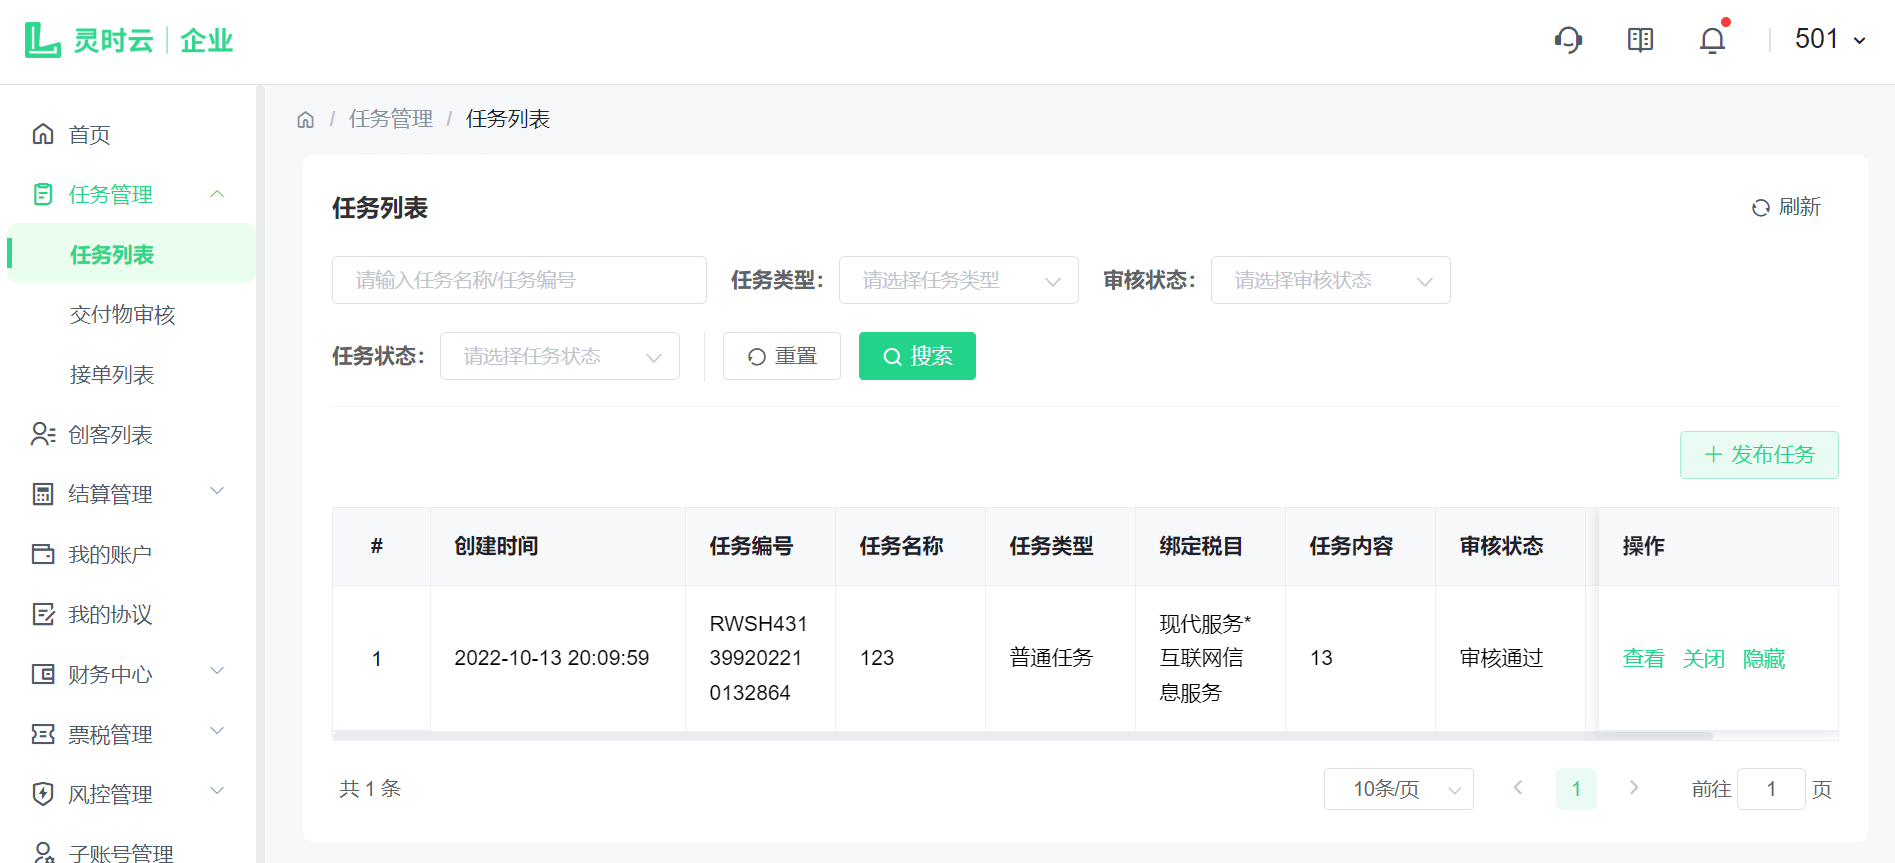 灵时云 | 企业
501
首页
任务管理
任务列表
交付物审核
接单列表
创客列表
结算管理
我的账户
我的协议
财务中心
票税管理
风控管理
子账号管理
/ 任务管理 / 任务列表
任务列表
刷新
请输入任务名称/任务编号
任务类型：
请选择任务类型
审核状态：
请选择审核状态
任务状态：
请选择任务状态
重置
搜索
发布任务
# 创建时间 任务编号 任务名称 任务类型 绑定税目 任务内容 审核状态 操作
1
2022-10-13 20:09:59
RWSH431
39920221
0132864
123
普通任务
现代服务*
互联网信
息服务
13
审核通过
查看 关闭 隐藏
共 1 条
10条/页
1
前往 1 页